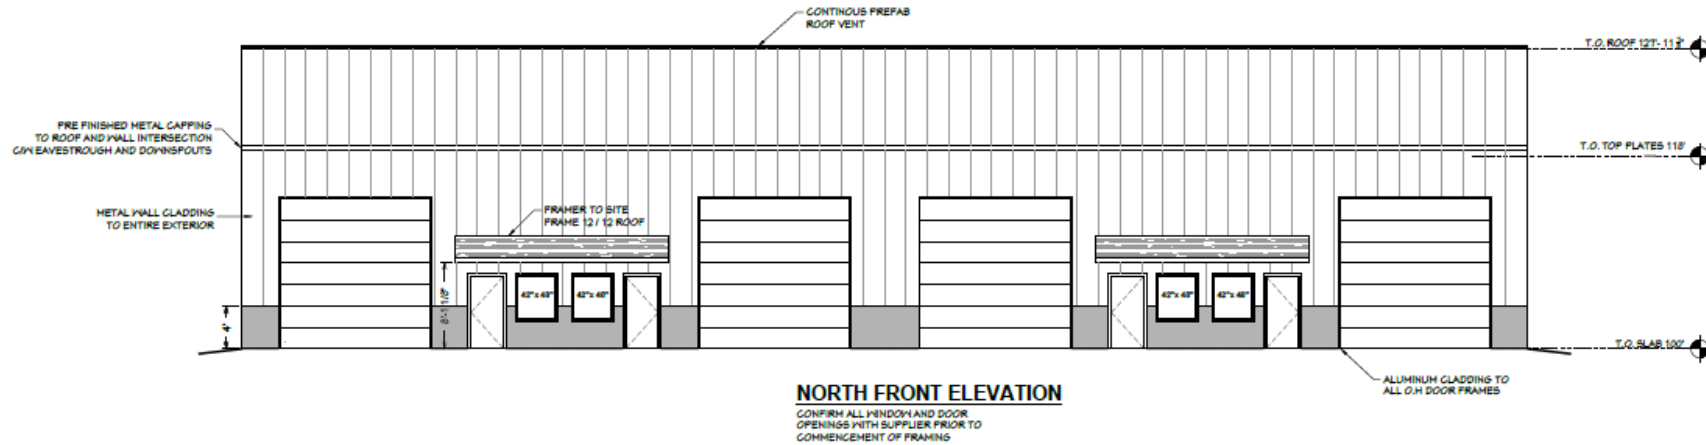 CONTINOUS PREFAB
ROOF VENT
T.O. ROOF 127'- 11 3/4"
PRE FINISHED METAL CAPPING
TO ROOF AND WALL INTERSECTION
C/W EAVESTROUGH AND DOWNSPOUTS
T.O. TOP PLATES 118'
METAL WALL CLADDING
TO ENTIRE EXTERIOR
FRAMER TO SITE
FRAME 12 / 12 ROOF
8'-1 1/8"
42"x 48"
42"x 48"
42"x 48"
42"x 48"
4'
T.O. SLAB 100'
ALUMINUM CLADDING TO
ALL O.H DOOR FRAMES
NORTH FRONT ELEVATION
CONFIRM ALL WINDOW AND DOOR
OPENINGS WITH SUPPLIER PRIOR TO
COMMENCEMENT OF FRAMING